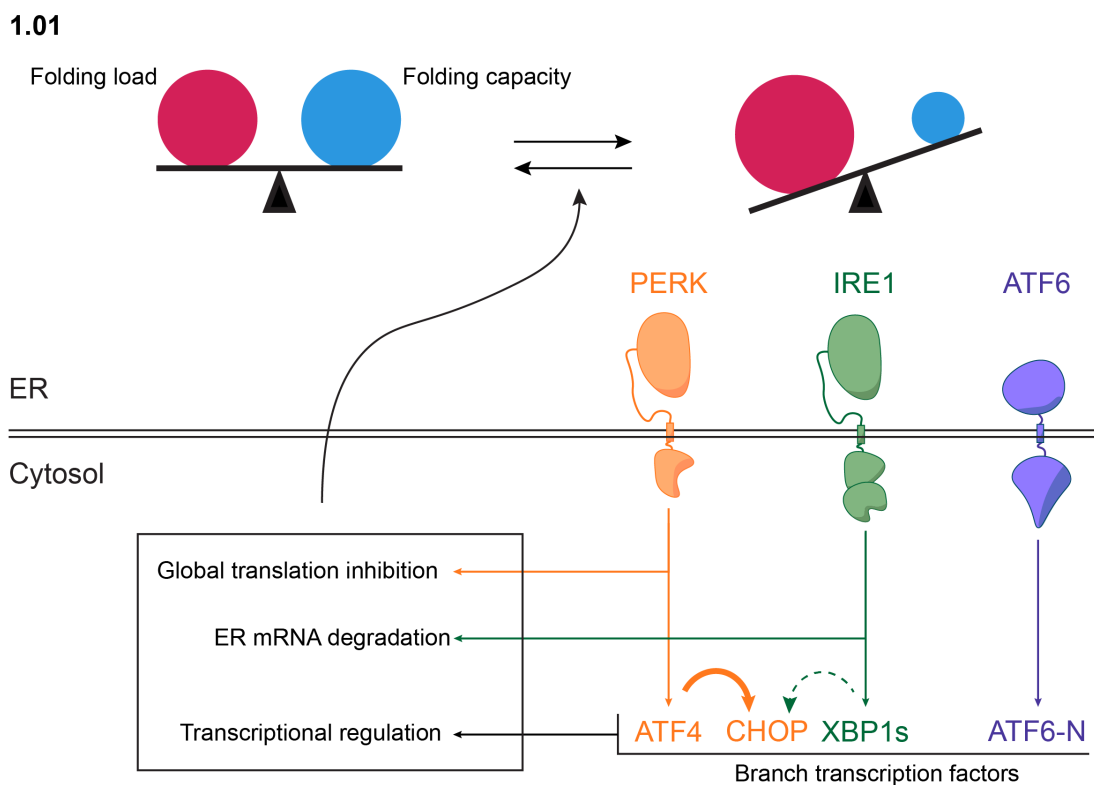 1.01
Folding load
Folding capacity
PERK
IRE1
ATF6
ER
Cytosol
Global translation inhibition
ER mRNA degradation
Transcriptional regulation
ATF4
CHOP
XBP1s
ATF6-N
Branch transcription factors